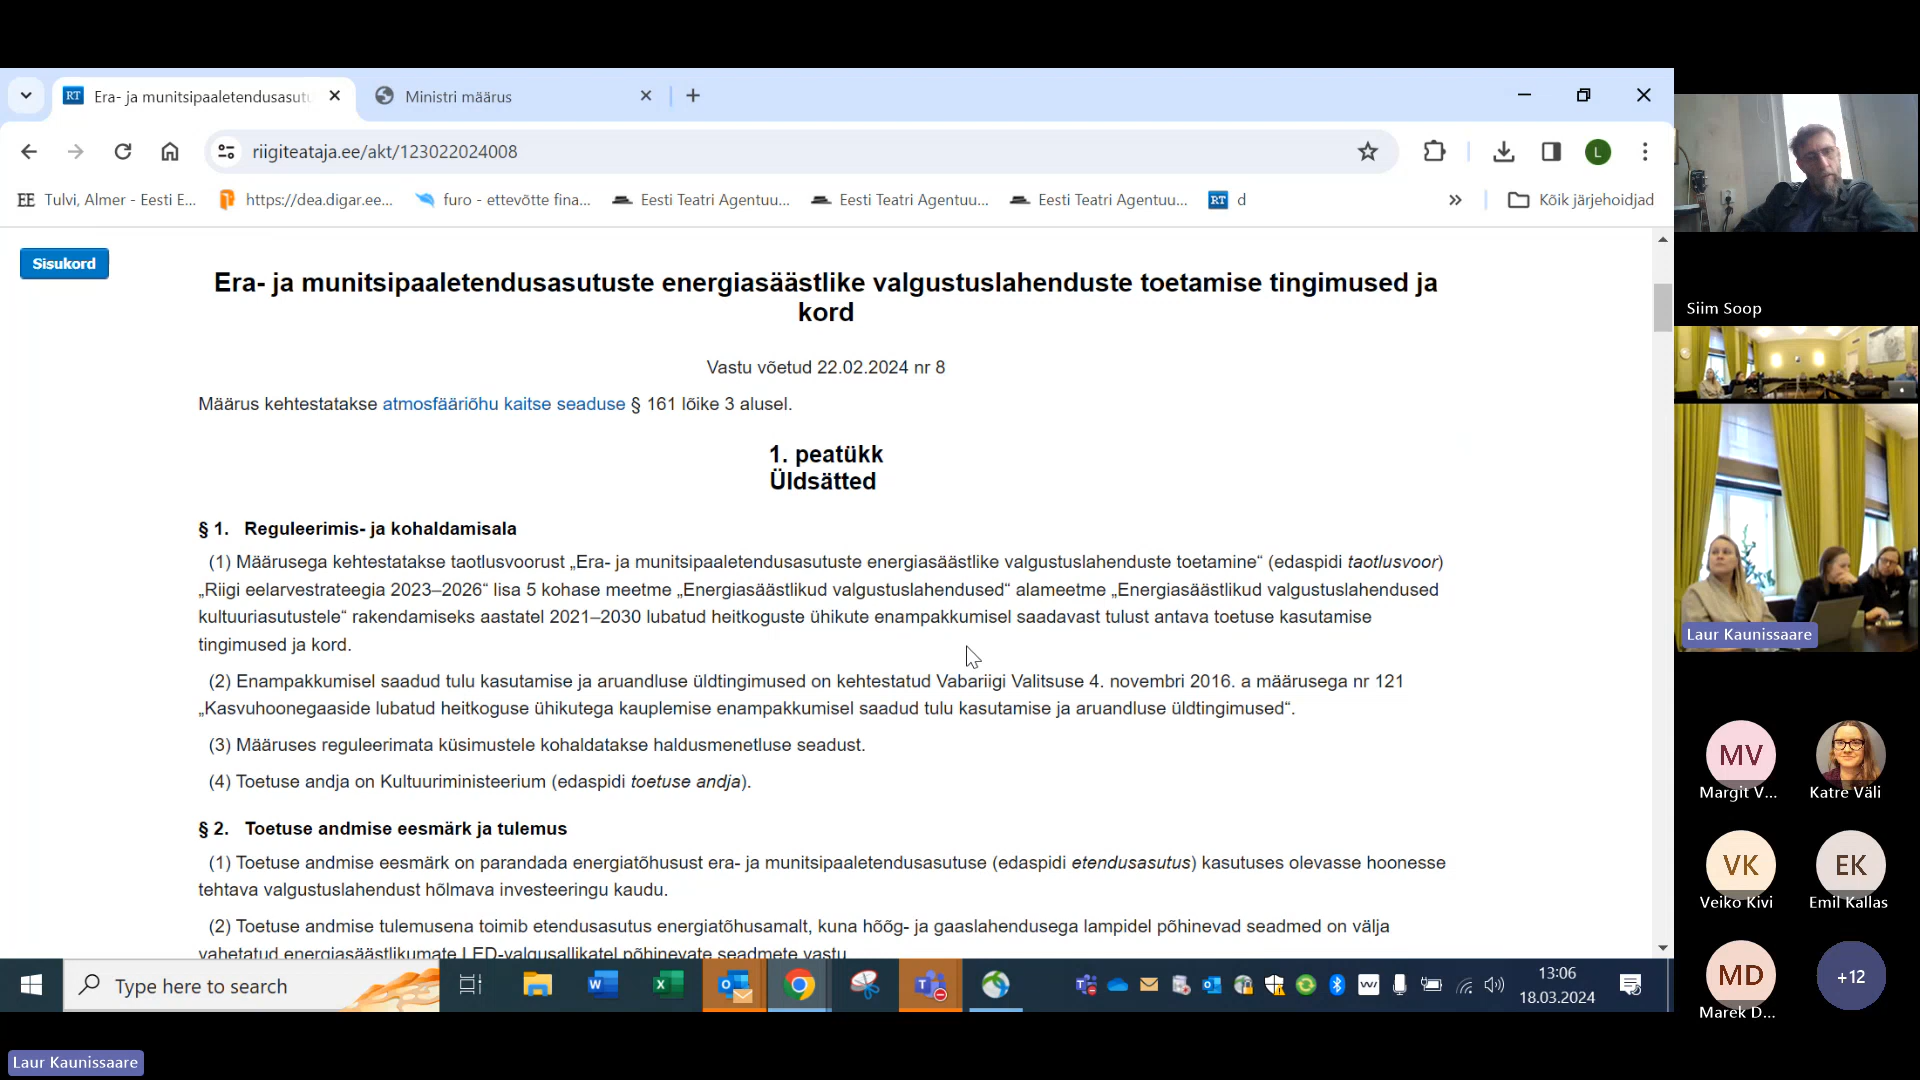 Era- ja munitsipaaletendusasutu
Ministri määrus
riigiteataja.ee/akt/123022024008
L
EE Tulvi, Almer - Eesti E...
https://dea.digar.ee...
furo - ettevõtte fina...
Eesti Teatri Agentuu...
Eesti Teatri Agentuu...
Eesti Teatri Agentuu...
RT d
Kõik järjehoidjad
Sisukord
Era- ja munitsipaaletendusasutuste energiasäästlike valgustuslahenduste toetamise tingimused ja
kord
Vastu võetud 22.02.2024 nr 8
Määrus kehtestatakse atmosfääriõhu kaitse seaduse § 161 lõike 3 alusel.
1. peatükk
Üldsätted
§ 1. Reguleerimis- ja kohaldamisala
(1) Määrusega kehtestatakse taotlusvoorust „Era- ja munitsipaaletendusasutuste energiasäästlike valgustuslahenduste toetamine“ (edaspidi taotlusvoor)
„Riigi eelarvestrateegia 2023–2026“ lisa 5 kohase meetme „Energiasäästlikud valgustuslahendused“ alameetme „Energiasäästlikud valgustuslahendused
kultuuriasutustele“ rakendamiseks aastatel 2021–2030 lubatud heitkoguste ühikute enampakkumisel saadavast tulust antava toetuse kasutamise
tingimused ja kord.
(2) Enampakkumisel saadud tulu kasutamise ja aruandluse üldtingimused on kehtestatud Vabariigi Valitsuse 4. novembri 2016. a määrusega nr 121
„Kasvuhoonegaaside lubatud heitkoguse ühikutega kauplemise enampakkumisel saadud tulu kasutamise ja aruandluse üldtingimused“.
(3) Määruses reguleerimata küsimustele kohaldatakse haldusmenetluse seadust.
(4) Toetuse andja on Kultuuriministeerium (edaspidi toetuse andja).
§ 2. Toetuse andmise eesmärk ja tulemus
(1) Toetuse andmise eesmärk on parandada energiatõhusust era- ja munitsipaaletendusasutuse (edaspidi etendusasutus) kasutuses olevasse hoonesse
tehtava valgustuslahendust hõlmava investeeringu kaudu.
(2) Toetuse andmise tulemusena toimib etendusasutus energiatõhusamalt, kuna hõõg- ja gaaslahendusega lampidel põhinevad seadmed on välja
vahetatud energiasäästlikumate LED-valgusallikatel põhinevate seadmete vastu
Type here to search
13:06
18.03.2024
Siim Soop
Laur Kaunissaare
MV
Margit V...
Katre Väli
VK
Veiko Kivi
EK
Emil Kallas
MD
Marek D...
+12
Laur Kaunissaare